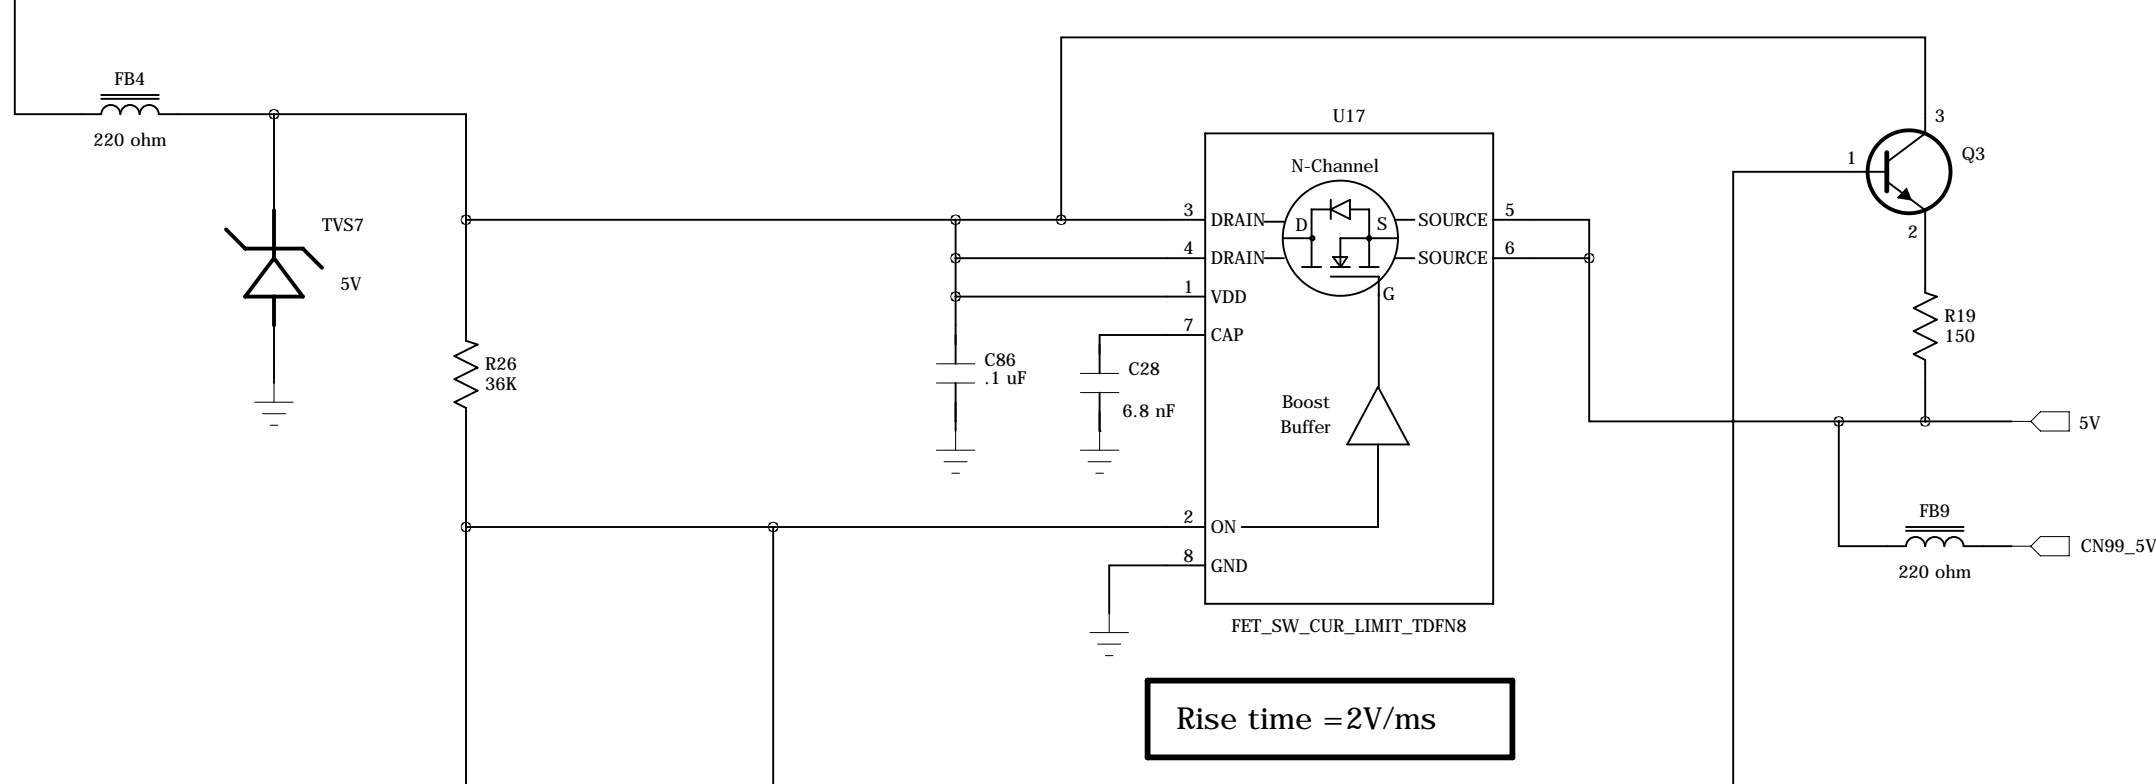 FB4
220 ohm
TVS7
5V
R26
36K
C86
.1 uF
C28
6.8 nF
U17
N-Channel
D
S
G
3
DRAIN
4
DRAIN
1
VDD
7
CAP
2
ON
8
GND
SOURCE
5
SOURCE
6
Boost
Buffer
FET_SW_CUR_LIMIT_TDFN8
Rise time =2V/ms
3
1
Q3
2
R19
150
5V
FB9
220 ohm
CN99_5V